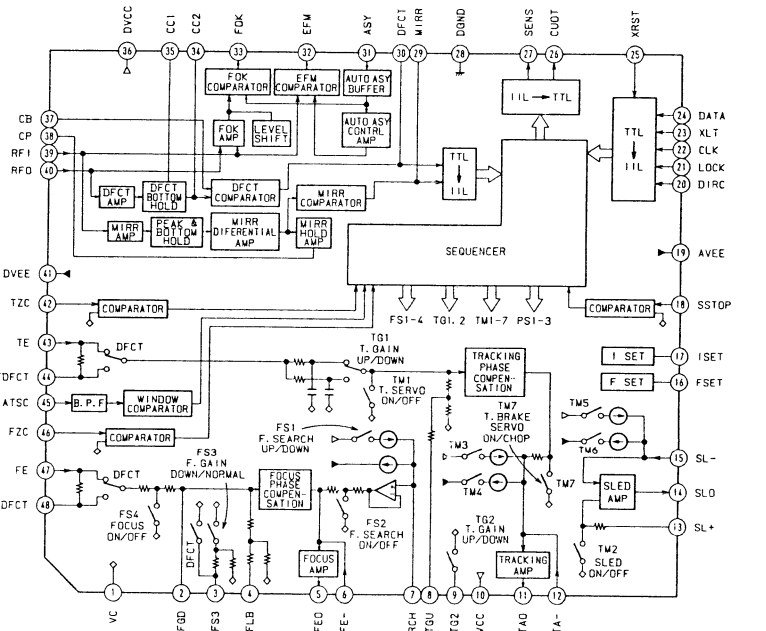 DVCC
CC1
CC2
FOK
EFM
ASY
DFCT
MIRR
DGND
SENS
CUOT
XRST
36
35
34
33
32
31
30
29
28
27
26
25
FOK
COMPARATOR
EFM
COMPARATOR
AUTO ASY
BUFFER
IIL → TTL
CB 37
CP 38
RFI 39
RFO 40
FOK
AMP
LEVEL
SHIFT
AUTO ASY
CONTRL
AMP
TTL
↓
IIL
TTL
↓
IIL
24 DATA
23 XLT
22 CLK
21 LOCK
20 DIRC
DFCT
AMP
DFCT
BOTTOM
HOLD
DFCT
COMPARATOR
MIRR
COMPARATOR
MIRR
AMP
PEAK &
BOTTOM
HOLD
MIRR
DIFERENTIAL
AMP
MIRR
HOLD
AMP
SEQUENCER
19 AVEE
DVEE 41
TZC 42
COMPARATOR
FS1-4 TG1.2 TM1-7 PS1-3
COMPARATOR
18 SSTOP
TE 43
DFCT
TG1
T. GAIN
UP/DOWN
TRACKING
PHASE
COMPEN-
SATION
I SET
17 ISET
TDFCT 44
TM1
T. SERVO
ON/OFF
F SET
16 FSET
ATSC 45
B.P.F
WINDOW
COMPARATOR
TM7
T. BRAKE
SERVO
ON/CHOP
TM5
FZC 46
COMPARATOR
FS1
F. SEARCH
UP/DOWN
TM3
TM6
FE 47
DFCT
FS3
F. GAIN
DOWN/NORMAL
FOCUS
PHASE
COMPEN-
SATION
TM4
TM7
15 SL-
SLED
AMP
14 SLO
DFCT 48
FS4
FOCUS
ON/OFF
FS2
F. SEARCH
ON/OFF
TG2
T. GAIN
UP/DOWN
13 SL+
DFCT
FOCUS
AMP
TRACKING
AMP
TM2
SLED
ON/OFF
1
2
3
4
5
6
7
8
9
10
11
12
VC
FGD
FS3
FLB
FEO
FE-
RCH
TGU
TG2
VCC
TAO
TA-